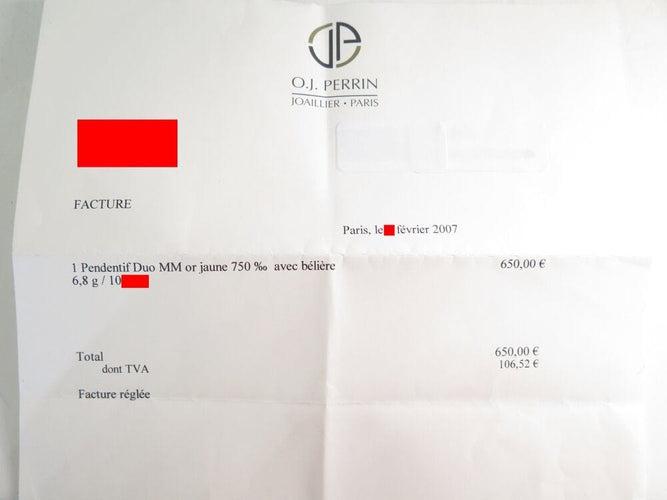 O.J. PERRIN
JOAILLIER • PARIS
FACTURE
Paris, le février 2007
1 Pendentif Duo MM or jaune 750 ‰ avec bélière 650,00 €
6,8 g / 10
Total 650,00 €
dont TVA 106,52 €
Facture réglée